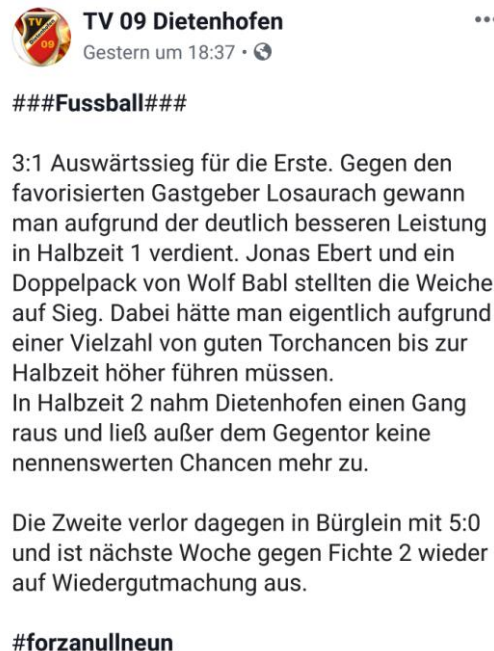 TV 09 Dietenhofen
Gestern um 18:37 ·
###Fussball###
3:1 Auswärtssieg für die Erste. Gegen den
favorisierten Gastgeber Losaurach gewann
man aufgrund der deutlich besseren Leistung
in Halbzeit 1 verdient. Jonas Ebert und ein
Doppelpack von Wolf Babl stellten die Weiche
auf Sieg. Dabei hätte man eigentlich aufgrund
einer Vielzahl von guten Torchancen bis zur
Halbzeit höher führen müssen.
In Halbzeit 2 nahm Dietenhofen einen Gang
raus und ließ außer dem Gegentor keine
nennenswerten Chancen mehr zu.
Die Zweite verlor dagegen in Bürglein mit 5:0
und ist nächste Woche gegen Fichte 2 wieder
auf Wiedergutmachung aus.
#forzanullneun